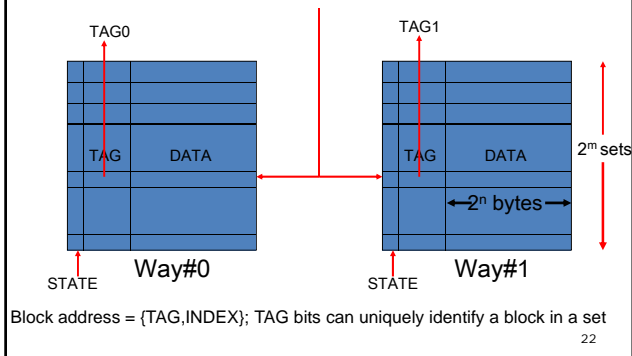 TAG0
TAG1
TAG DATA
TAG DATA
2ᵐ sets
2ⁿ bytes
Way#0
Way#1
STATE
STATE
Block address = {TAG,INDEX}; TAG bits can uniquely identify a block in a set
22